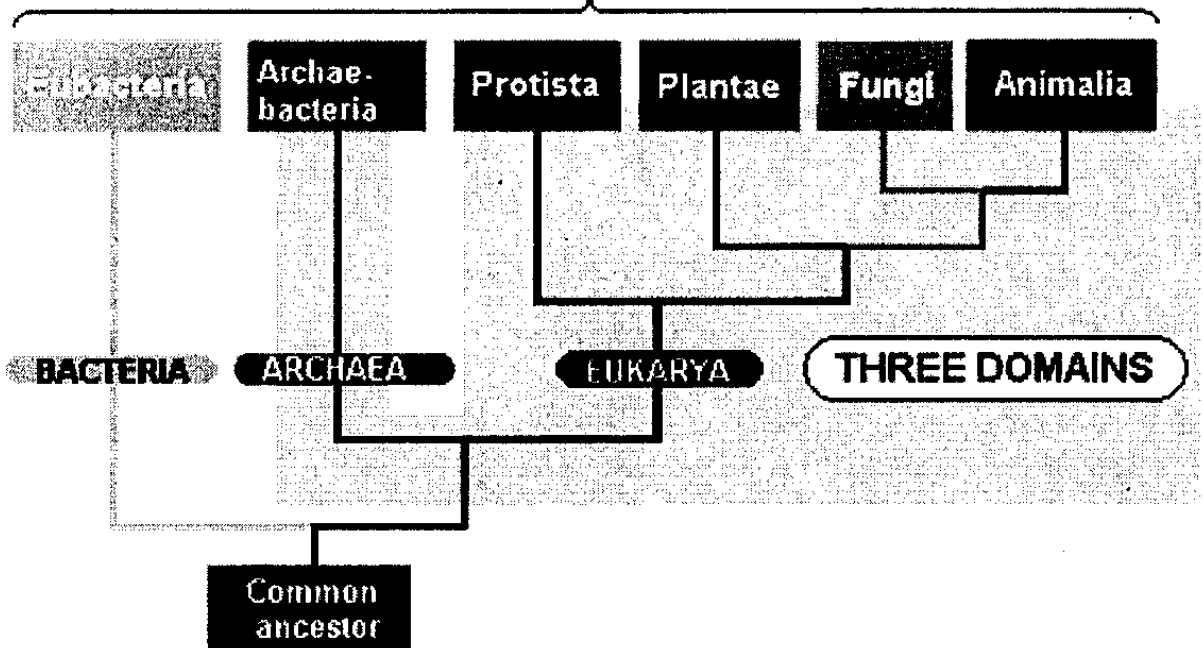 Eubacteria
Archae-
bacteria
Protista
Plantae
Fungi
Animalia
BACTERIA
ARCHAEA
EUKARYA
THREE DOMAINS
Common
ancestor